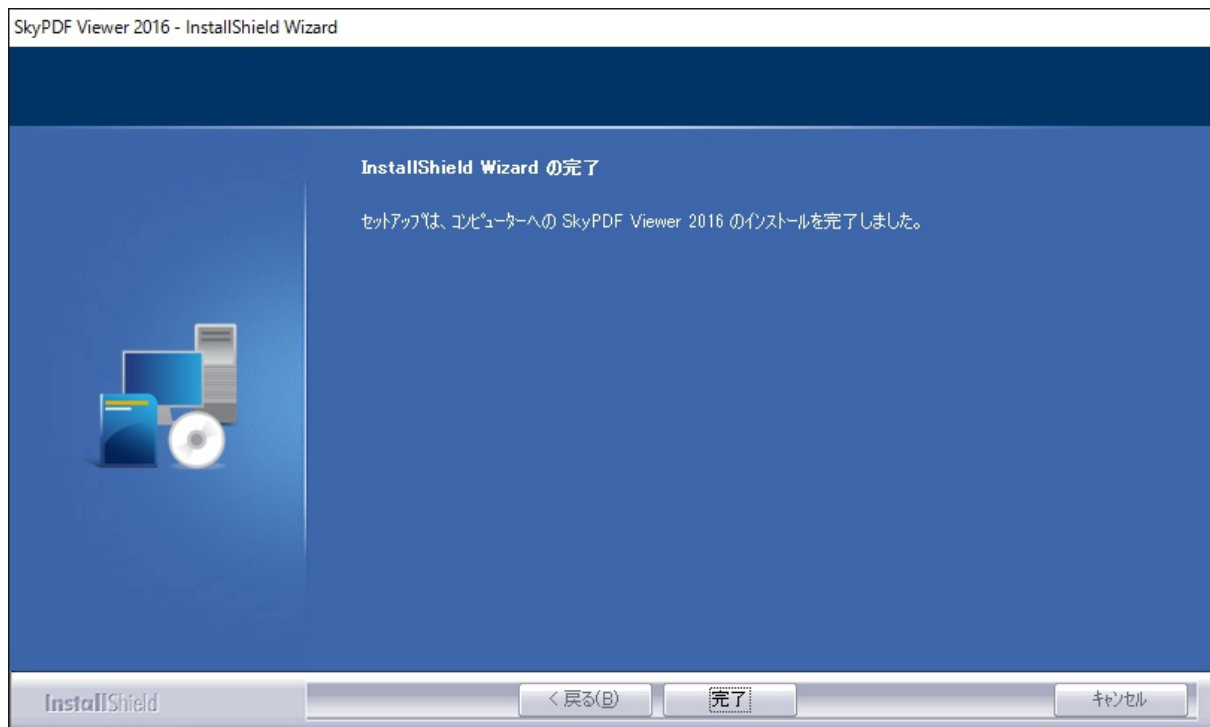 SkyPDF Viewer 2016 - InstallShield Wizard
InstallShield Wizard の完了
セットアップは、コンピューターへの SkyPDF Viewer 2016 のインストールを完了しました。
InstallShield
< 戻る(B)
完了
キャンセル